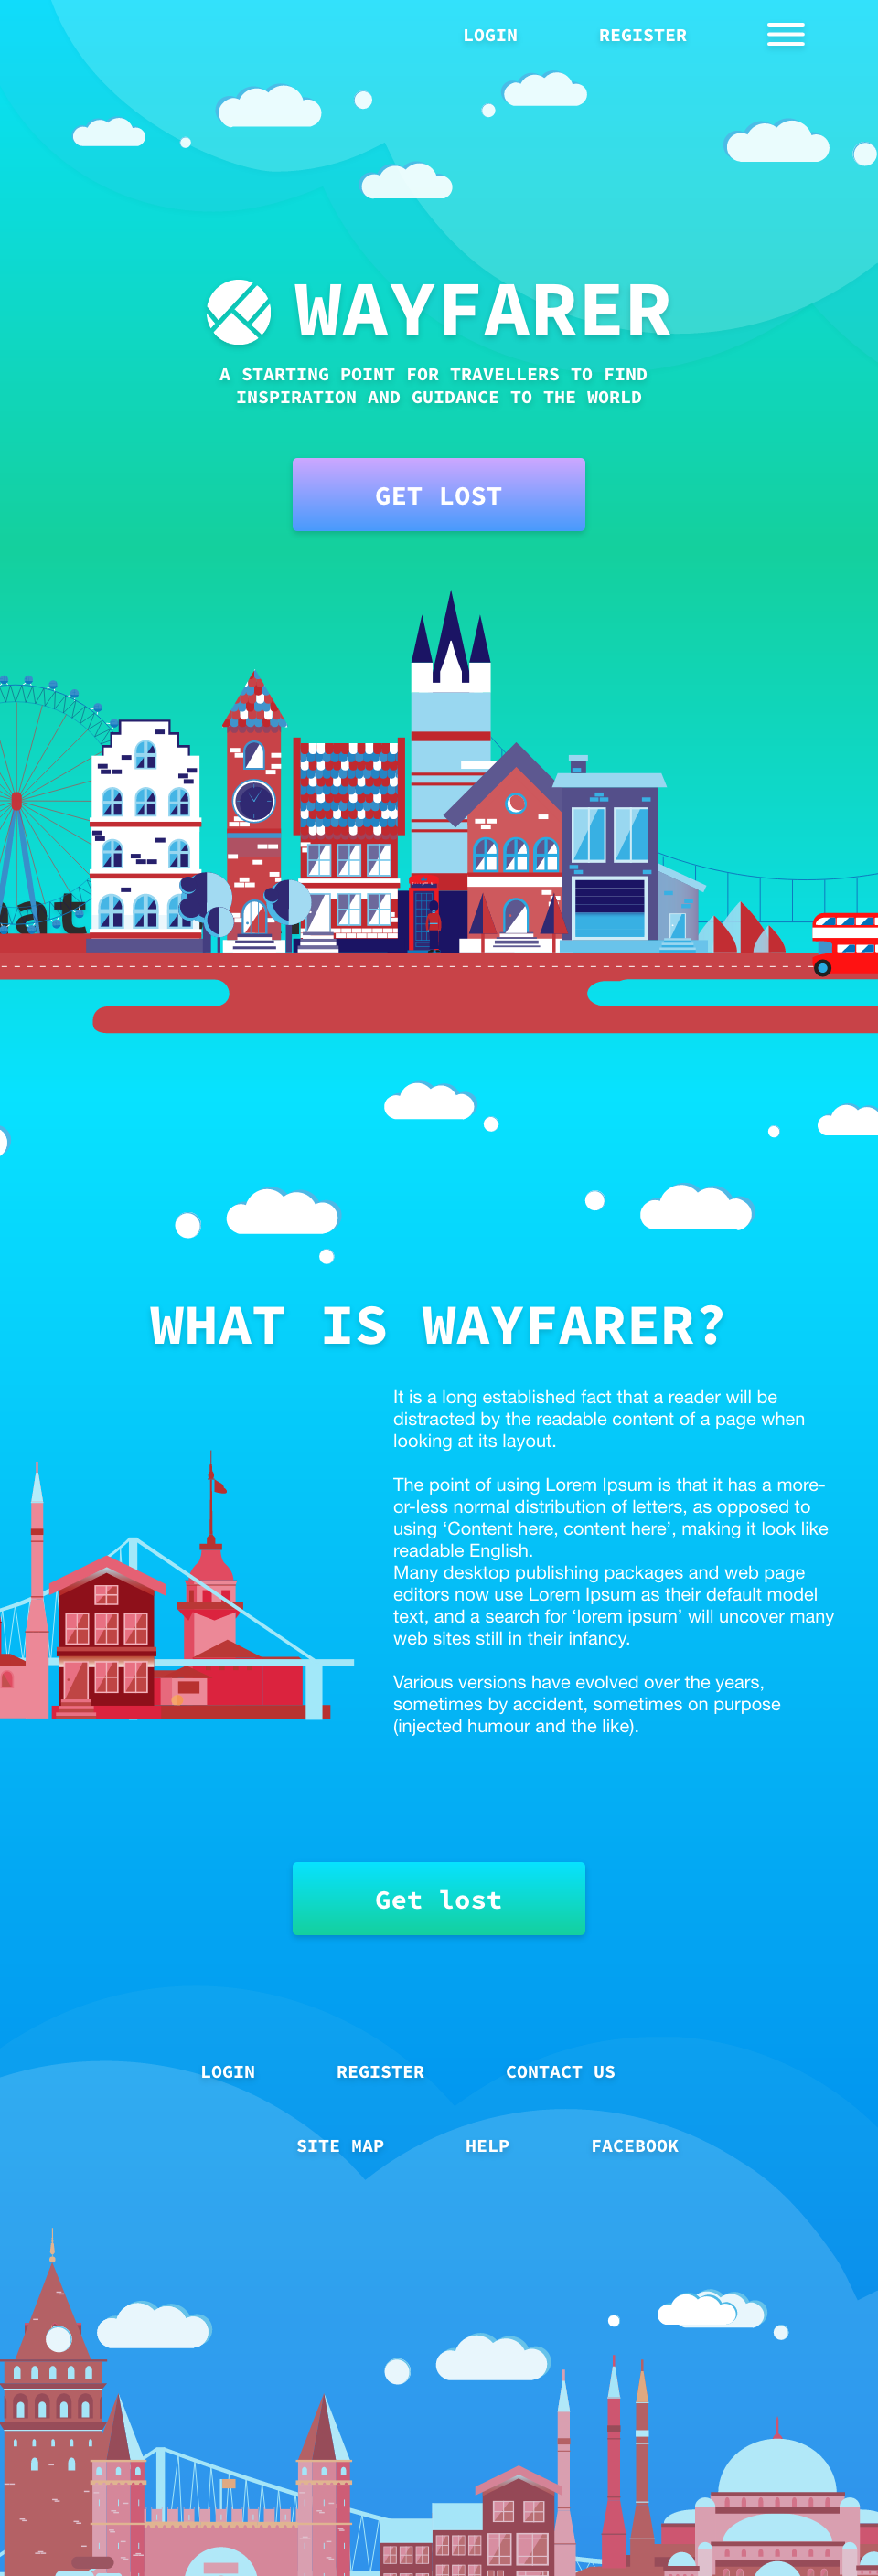 LOGIN REGISTER
WAYFARER
A STARTING POINT FOR TRAVELLERS TO FIND
INSPIRATION AND GUIDANCE TO THE WORLD
GET LOST
at
WHAT IS WAYFARER?
It is a long established fact that a reader will be
distracted by the readable content of a page when
looking at its layout.
The point of using Lorem Ipsum is that it has a more-
or-less normal distribution of letters, as opposed to
using ‘Content here, content here’, making it look like
readable English.
Many desktop publishing packages and web page
editors now use Lorem Ipsum as their default model
text, and a search for ‘lorem ipsum’ will uncover many
web sites still in their infancy.
Various versions have evolved over the years,
sometimes by accident, sometimes on purpose
(injected humour and the like).
Get lost
LOGIN REGISTER CONTACT US
SITE MAP HELP FACEBOOK